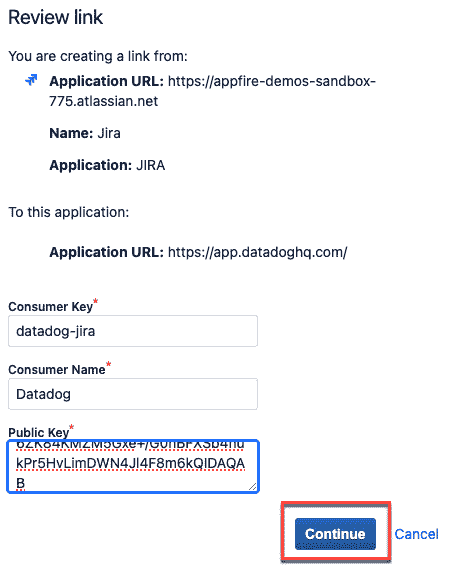 Review link
You are creating a link from:
Application URL: https://appfire-demos-sandbox-
775.atlassian.net
Name: Jira
Application: JIRA
To this application:
Application URL: https://app.datadoghq.com/
Consumer Key*
datadog-jira
Consumer Name*
Datadog
Public Key*
kPr5HvLimDWN4Jl4F8m6kQIDAQA
B
Continue Cancel